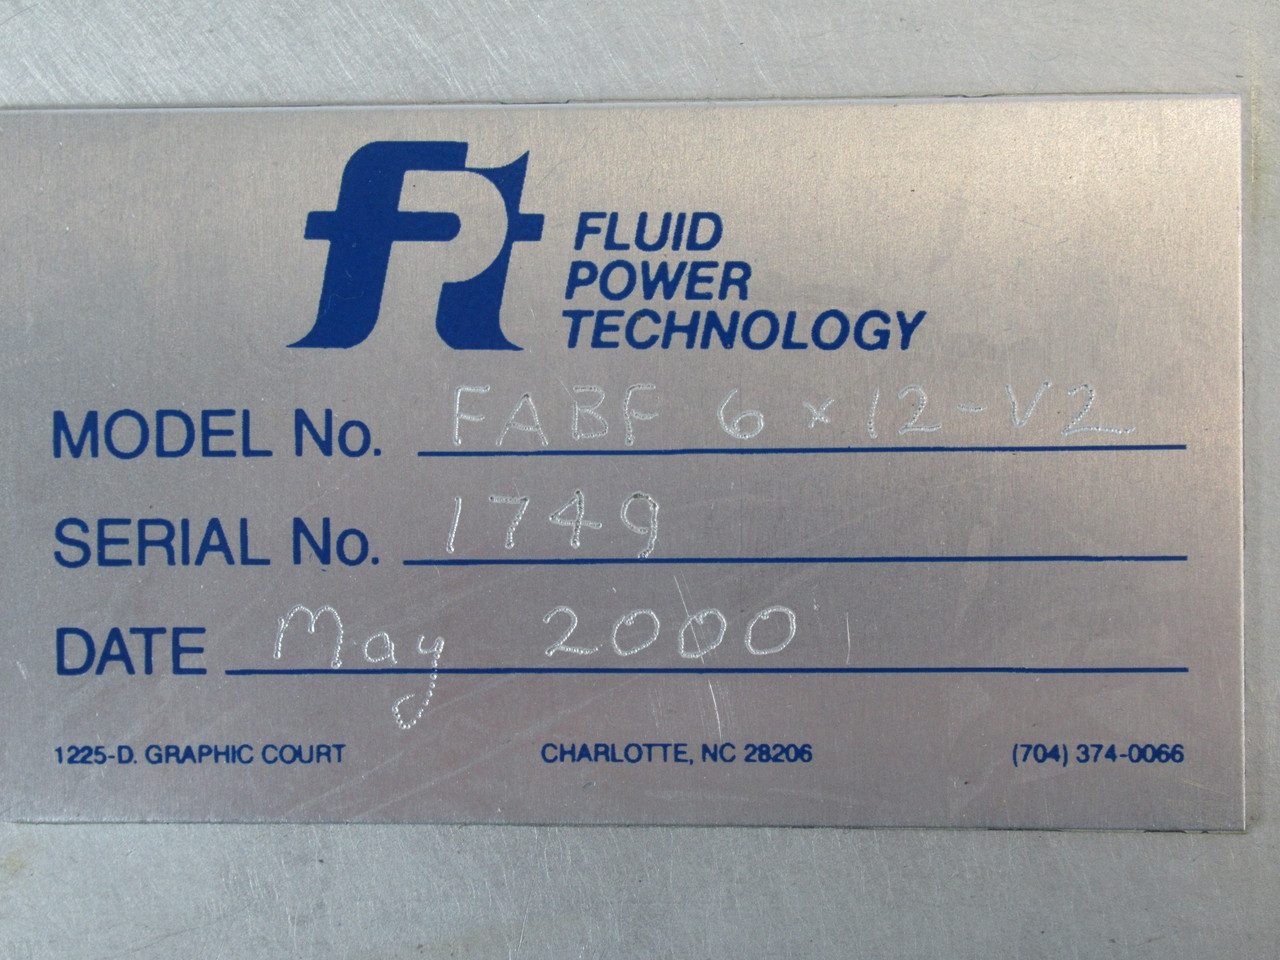 fPt FLUID
POWER
TECHNOLOGY
MODEL No. FABF 6 x 12-V2
SERIAL No. 1749
DATE May 2000
1225-D. GRAPHIC COURT CHARLOTTE, NC 28206 (704) 374-0066